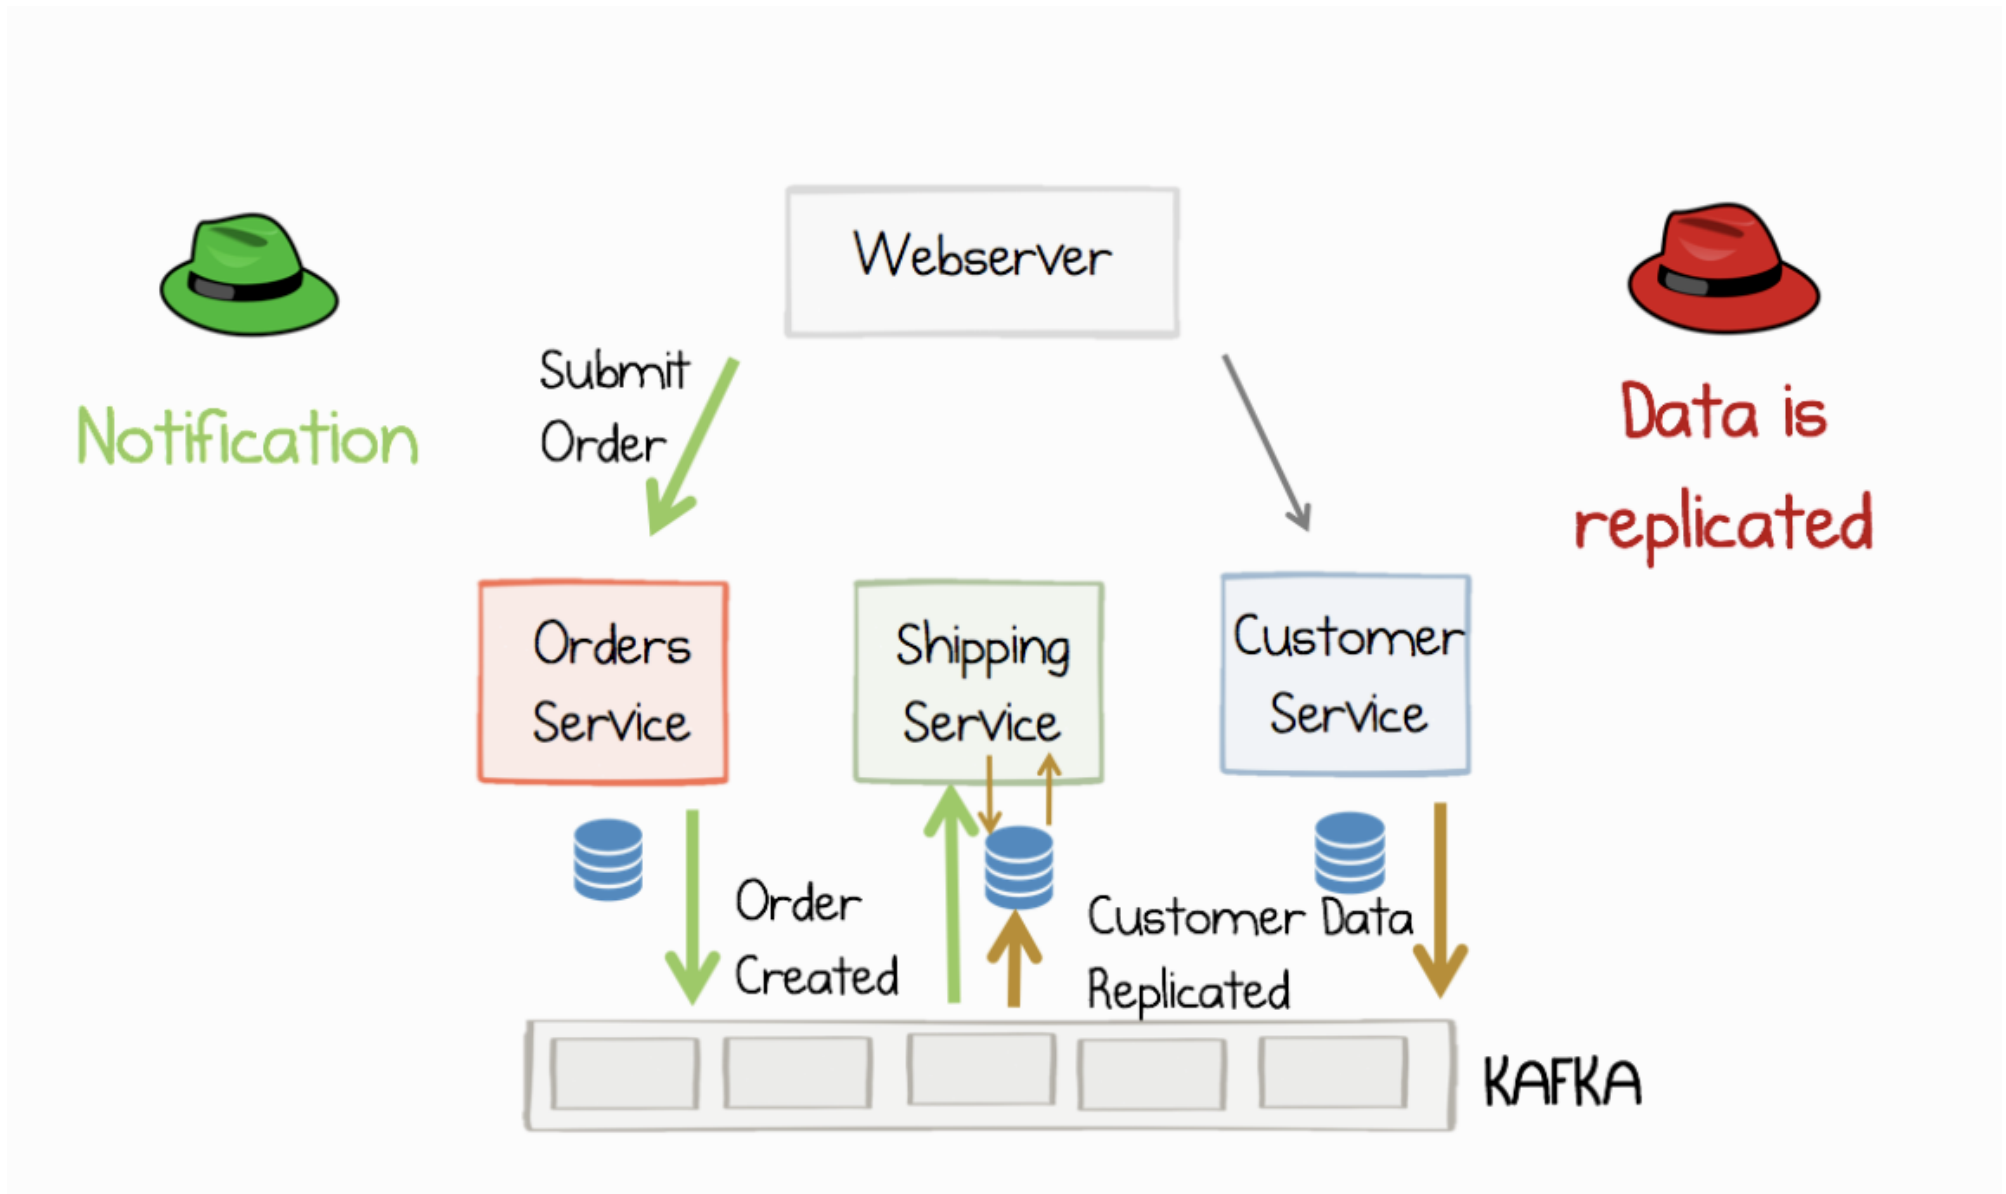 Webserver
Submit
Order
Notification
Data is
replicated
Orders
Service
Shipping
Service
Customer
Service
Order
Created
Customer Data
Replicated
KAFKA